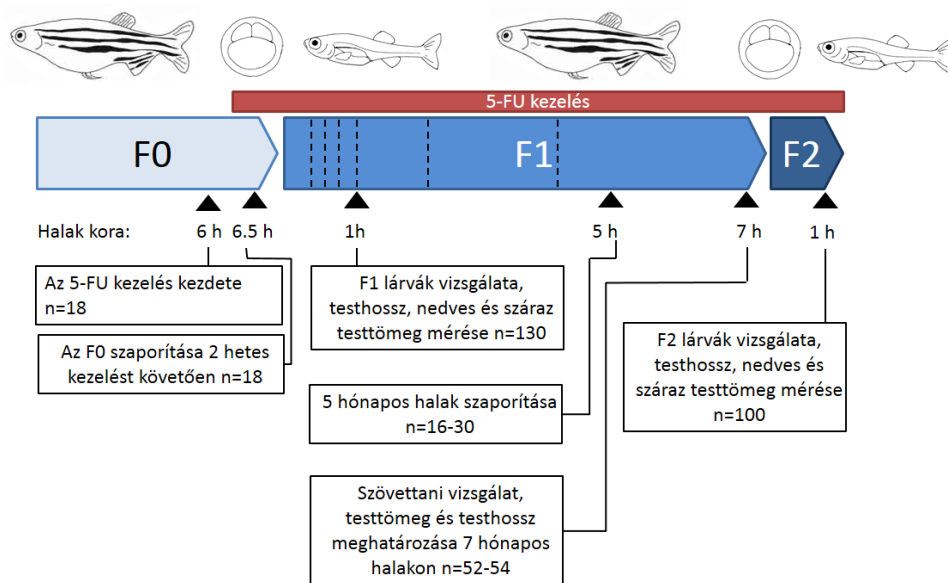 5-FU kezelés
F0
F1
F2
Halak kora:
6 h
6.5 h
1h
5 h
7 h
1 h
Az 5-FU kezelés kezdete
n=18
Az F0 szaporítása 2 hetes
kezelést követően n=18
F1 lárvák vizsgálata,
testhossz, nedves és száraz
testtömeg mérése n=130
5 hónapos halak szaporítása
n=16-30
Szövettani vizsgálat,
testtömeg és testhossz
meghatározása 7 hónapos
halakon n=52-54
F2 lárvák vizsgálata,
testhossz, nedves és
száraz testtömeg mérése
n=100